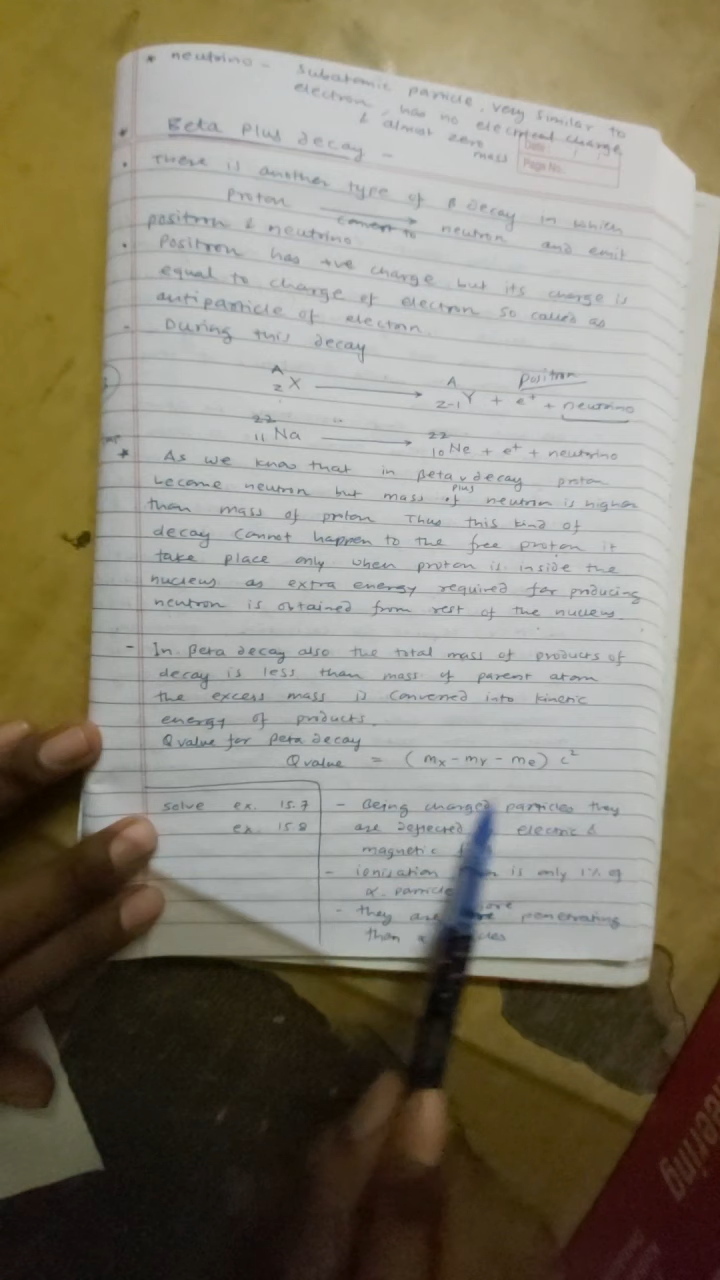 * neutrino - subatomic particle, very similar to
electron, has no electrical charge
& almost zero
mass
Date :
Page No.
* Beta plus decay -
• There is another type of β decay in which
proton ⟶ neutron and emit
convert to
positron & neutrino
• Positron has +ve charge but its charge is
equal to charge of electron so called as
antiparticle of electron.
- During this decay
A Z X ⟶ A Z-1 Y + e⁺ + neutrino
positron
22 11 Na ⟶ 22 10 Ne + e⁺ + neutrino
* As we know that in Beta plus decay proton
become neutron but mass of neutron is higher
than mass of proton Thus this kind of
decay cannot happen to the free proton it
take place only when proton is inside the
nucleus as extra energy required for producing
neutron is obtained from rest of the nucleus.
- In Beta decay also the total mass of products of
decay is less than mass of parent atom
the excess mass is converted into kinetic
energy of products.
Q value for beta decay
Q value = (mx - my - me) c²
solve ex. 15.7
ex. 15.8
- Being charged particles they
are deflected electric &
magnetic
- ionisation is only 1% of
α particle
- they are more penetrating
than
eering